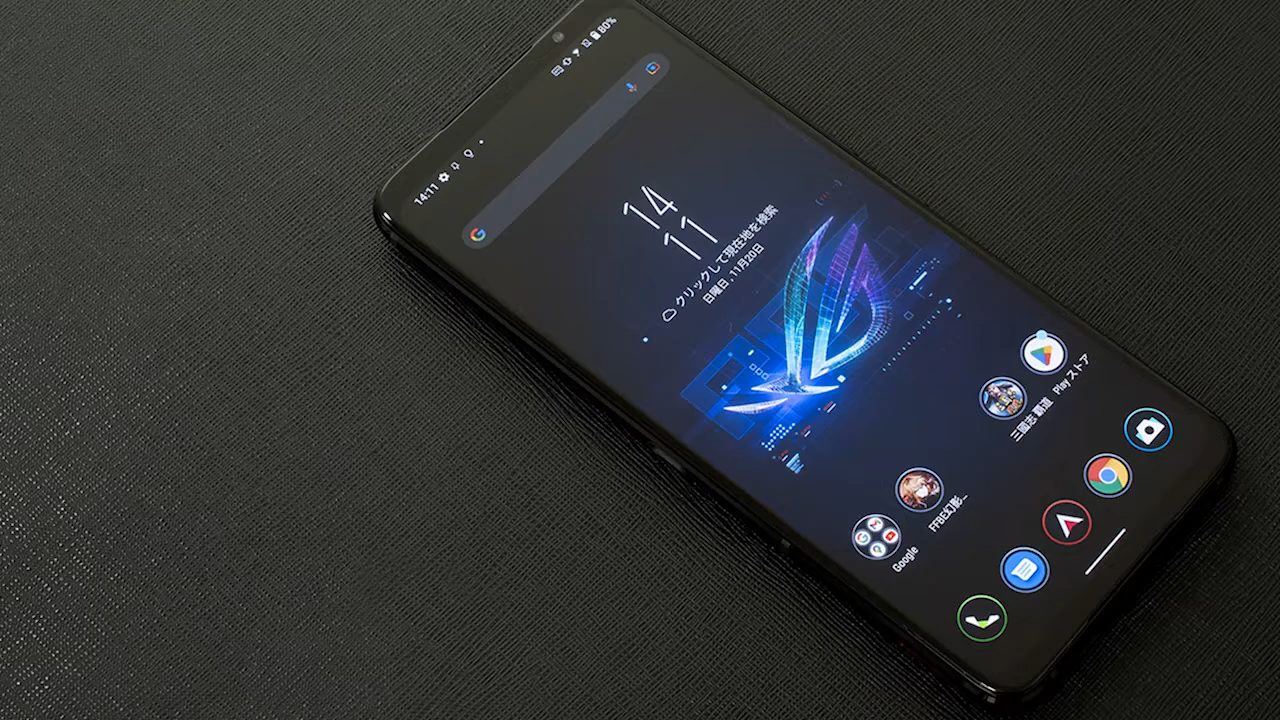 14:11
80%
14
11
クリックして現在地を検索
日曜日, 11月20日
Play ストア
三國志 覇道
FFBE幻影...
Google